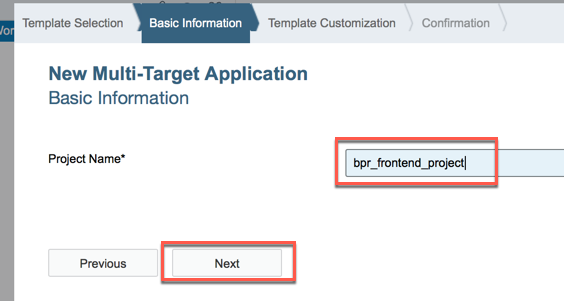 Template Selection
Basic Information
Template Customization
Confirmation
New Multi-Target Application
Basic Information
Project Name*
bpr_frontend_project
Previous
Next